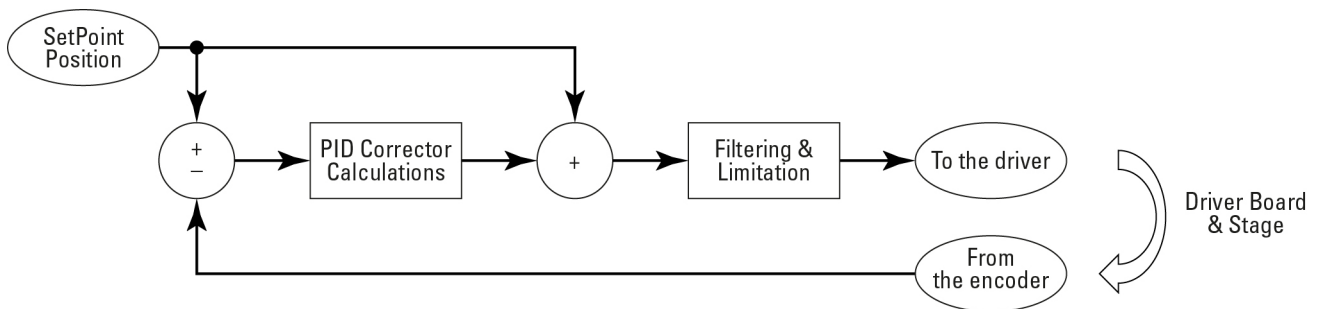 SetPoint
Position
+
–
PID Corrector
Calculations
+
Filtering &
Limitation
To the driver
Driver Board
& Stage
From
the encoder